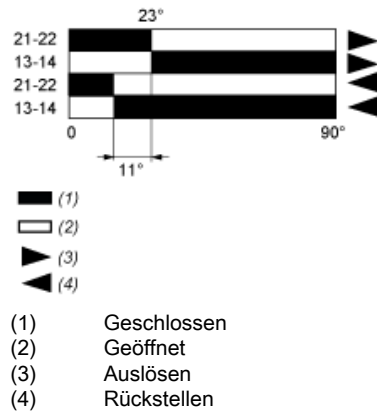 23°
21-22
13-14
21-22
13-14
0 90°
11°
(1)
(2)
(3)
(4)
(1) Geschlossen
(2) Geöffnet
(3) Auslösen
(4) Rückstellen